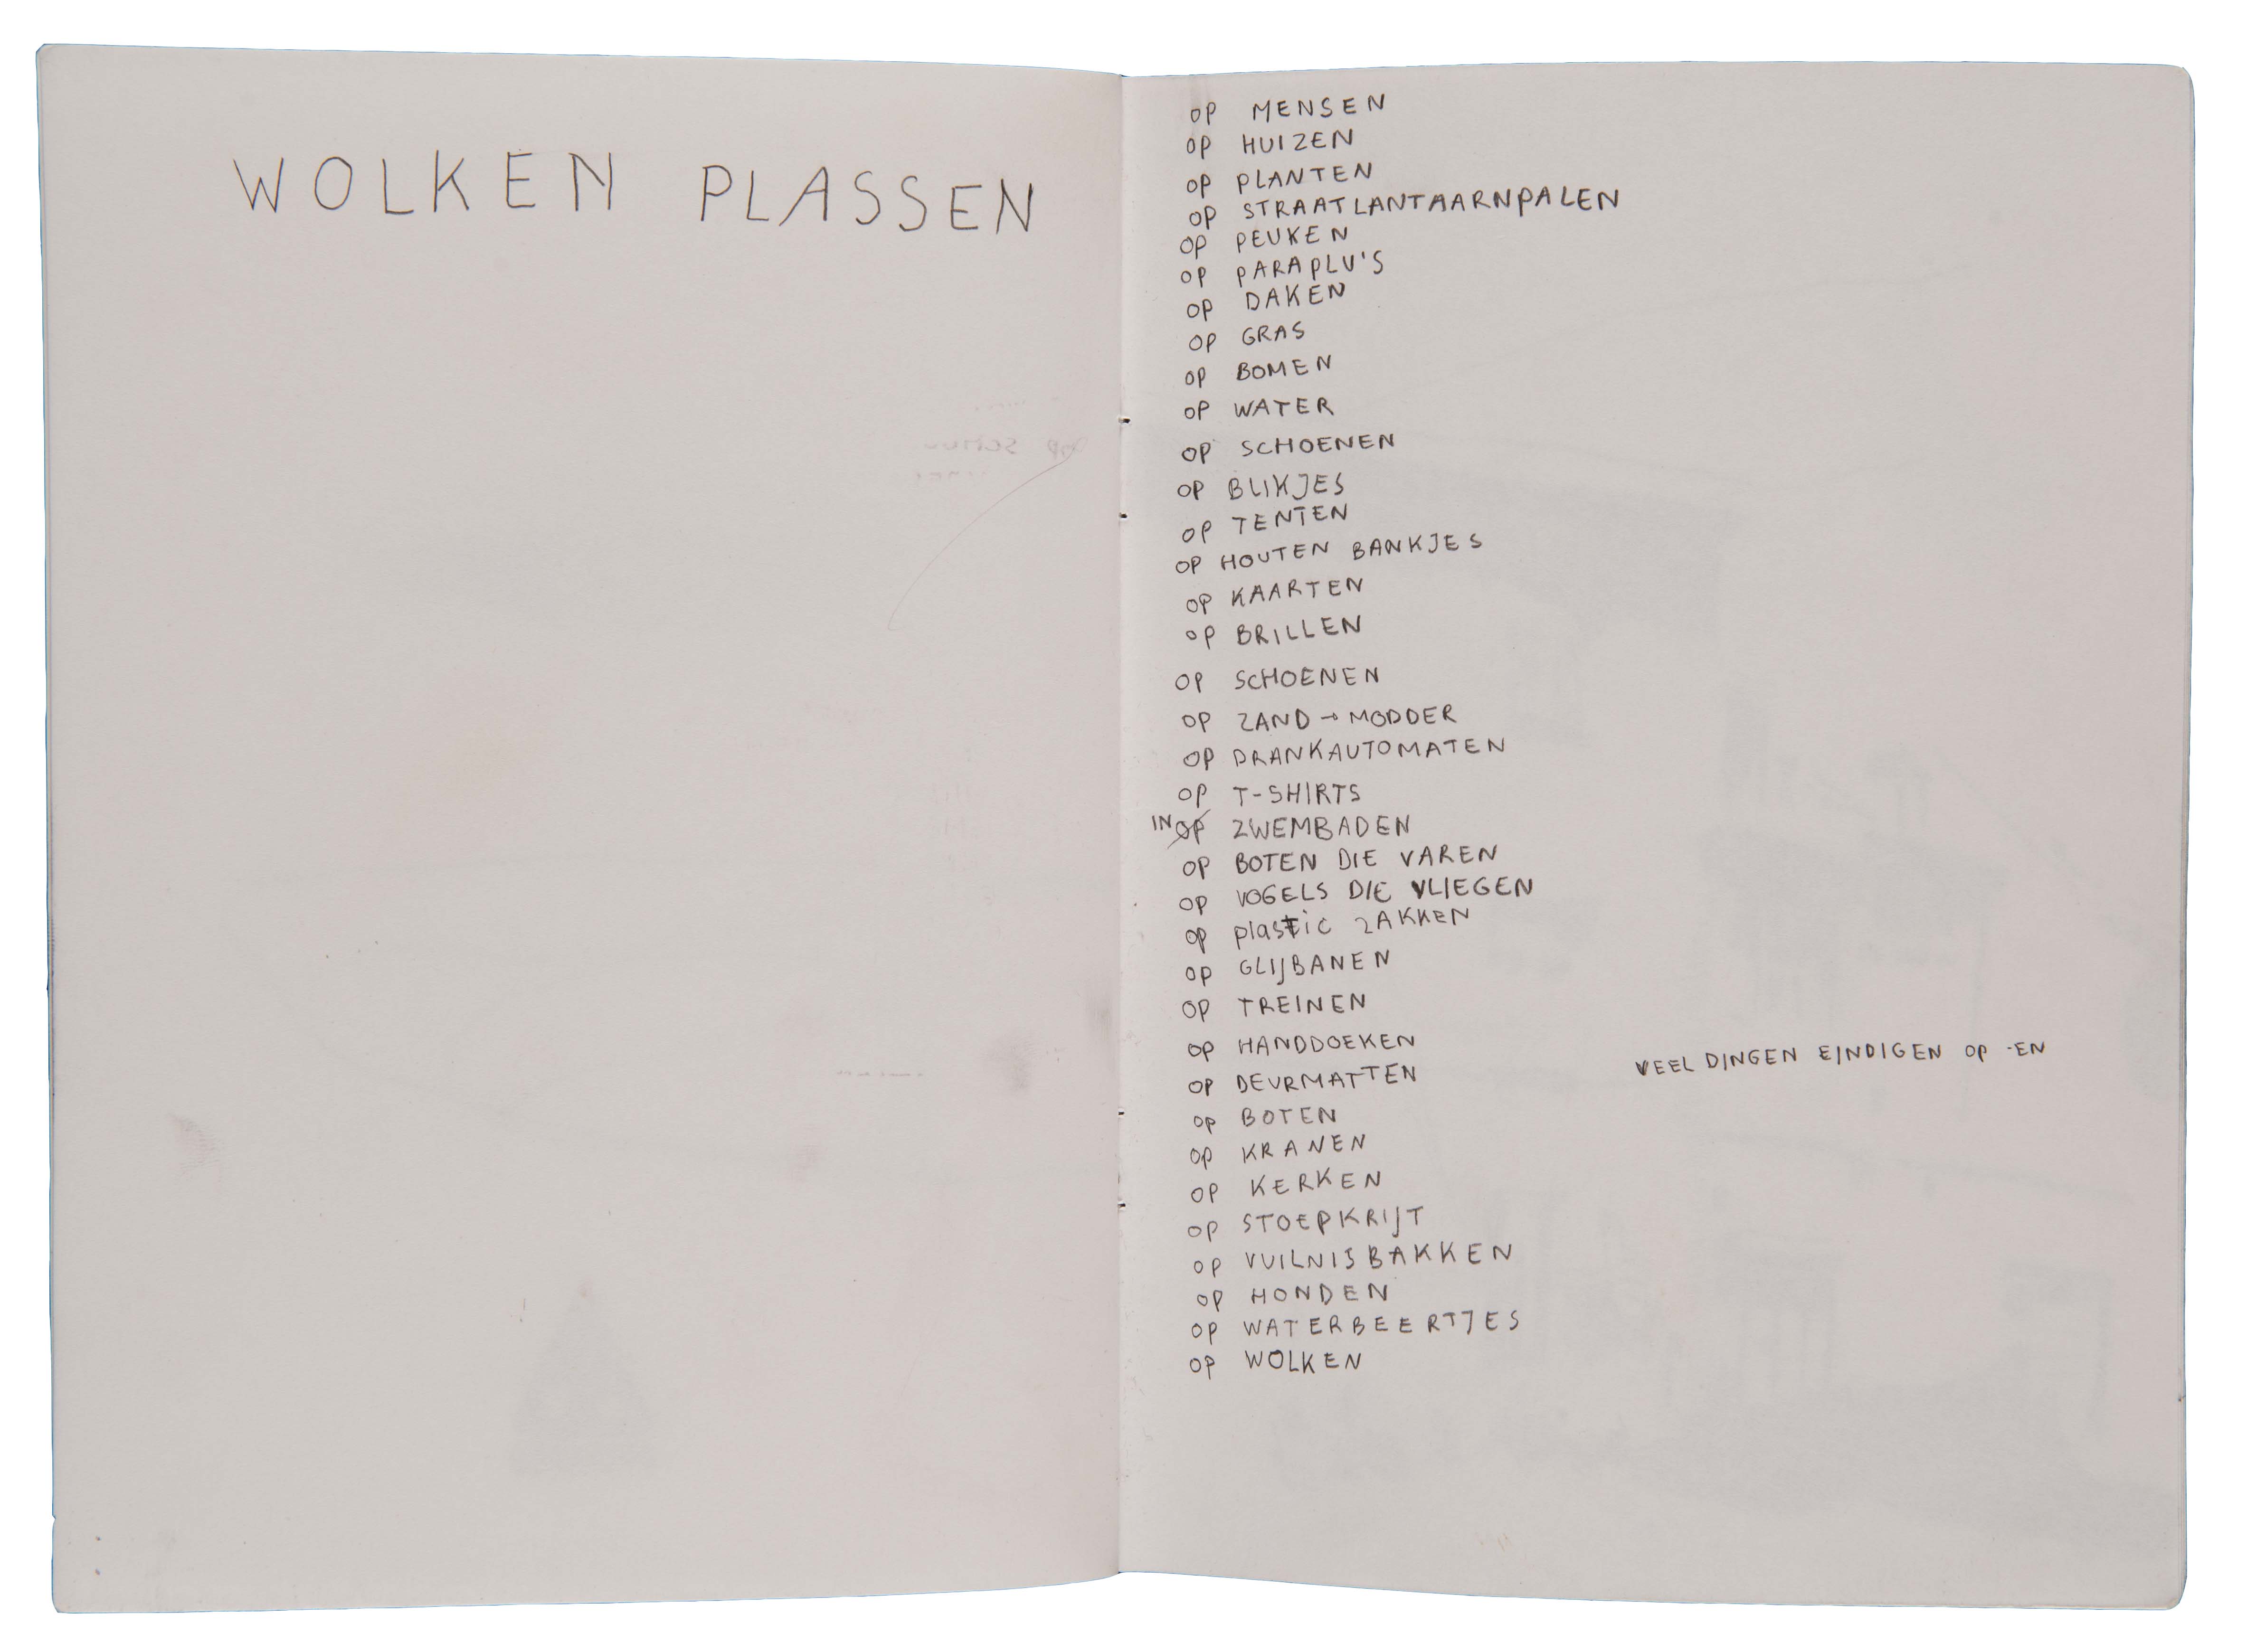 WOLKEN PLASSEN
OP MENSEN
OP HUIZEN
OP PLANTEN
OP STRAATLANTAARNPALEN
OP PEUKEN
OP PARAPLU'S
OP DAKEN
OP GRAS
OP BOMEN
OP WATER
OP SCHOENEN
OP BLIKJES
OP TENTEN
OP HOUTEN BANKJES
OP KAARTEN
OP BRILLEN
OP SCHOENEN
OP ZAND → MODDER
OP DRANKAUTOMATEN
OP T-SHIRTS
IN OP ZWEMBADEN
OP BOTEN DIE VAREN
OP VOGELS DIE VLIEGEN
OP plastic ZAKKEN
OP GLIJBANEN
OP TREINEN
OP HANDDOEKEN
OP DEURMATTEN
OP BOTEN
OP KRANEN
OP KERKEN
OP STOEPKRIJT
OP VUILNISBAKKEN
OP HONDEN
OP WATERBEERTJES
OP WOLKEN
VEEL DINGEN EINDIGEN OP -EN